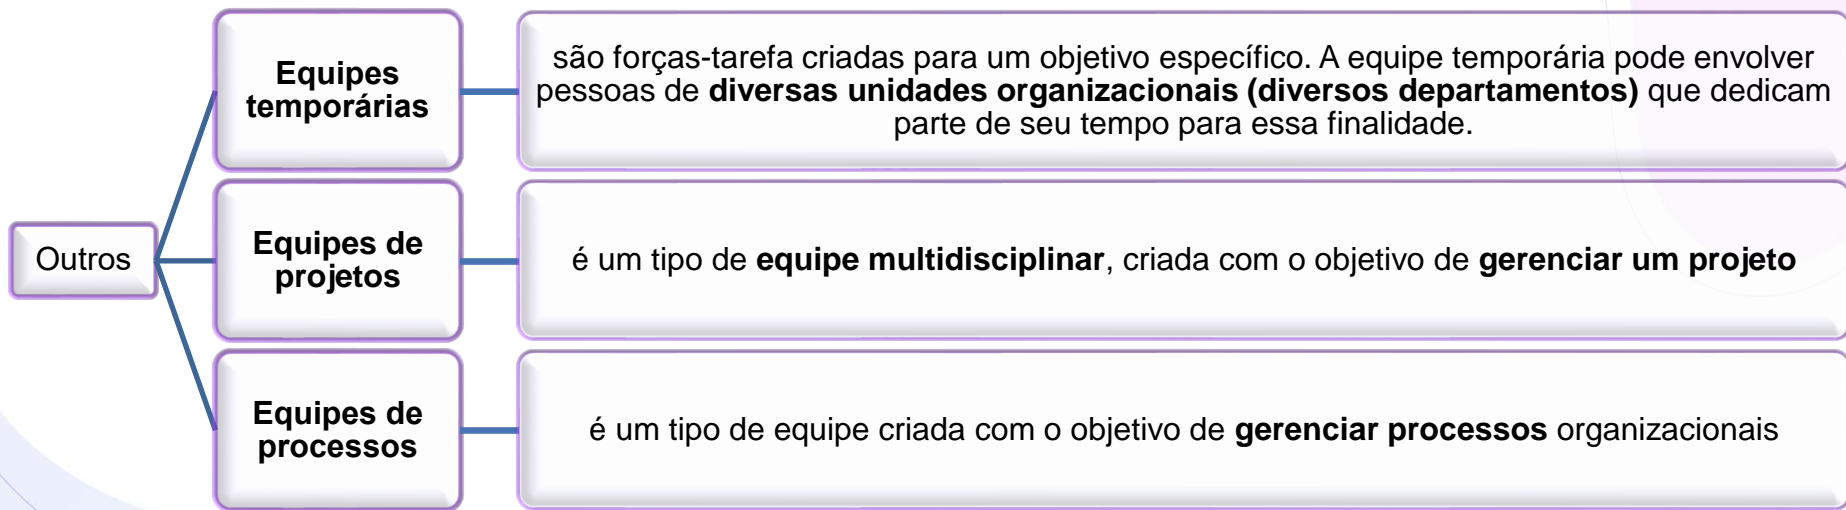 Outros
Equipes
temporárias
são forças-tarefa criadas para um objetivo específico. A equipe temporária pode envolver
pessoas de diversas unidades organizacionais (diversos departamentos) que dedicam
parte de seu tempo para essa finalidade.
Equipes de
projetos
é um tipo de equipe multidisciplinar, criada com o objetivo de gerenciar um projeto
Equipes de
processos
é um tipo de equipe criada com o objetivo de gerenciar processos organizacionais